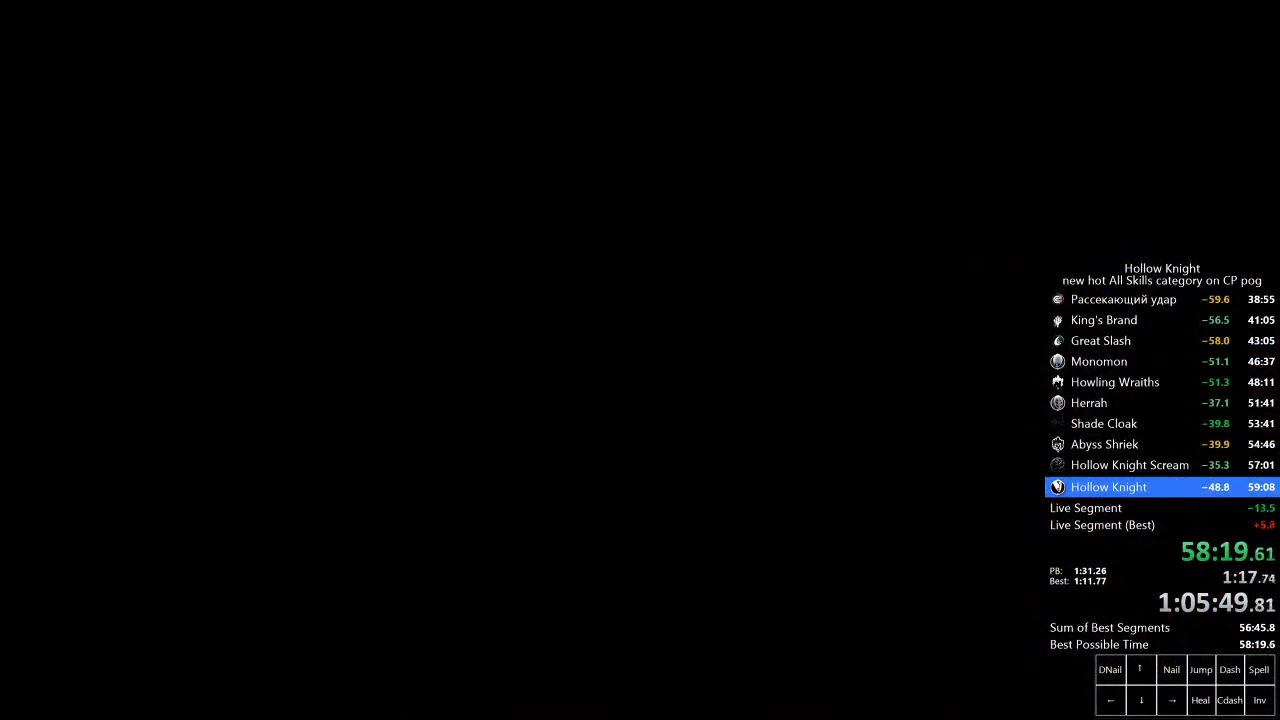 Hollow Knight
new hot All Skills category on CP pog
Рассекающий удар −59.6 38:55
King's Brand −56.5 41:05
Great Slash −58.0 43:05
Monomon −51.1 46:37
Howling Wraiths −51.3 48:11
Herrah −37.1 51:41
Shade Cloak −39.8 53:41
Abyss Shriek −39.9 54:46
Hollow Knight Scream −35.3 57:01
Hollow Knight −48.8 59:08
Live Segment −13.5
Live Segment (Best) +5.8
58:19.61
PB: 1:31.26
Best: 1:11.77
1:17.74
1:05:49.81
Sum of Best Segments 56:45.8
Best Possible Time 58:19.6
DNail ↑ Nail Jump Dash Spell
← ↓ → Heal Cdash Inv